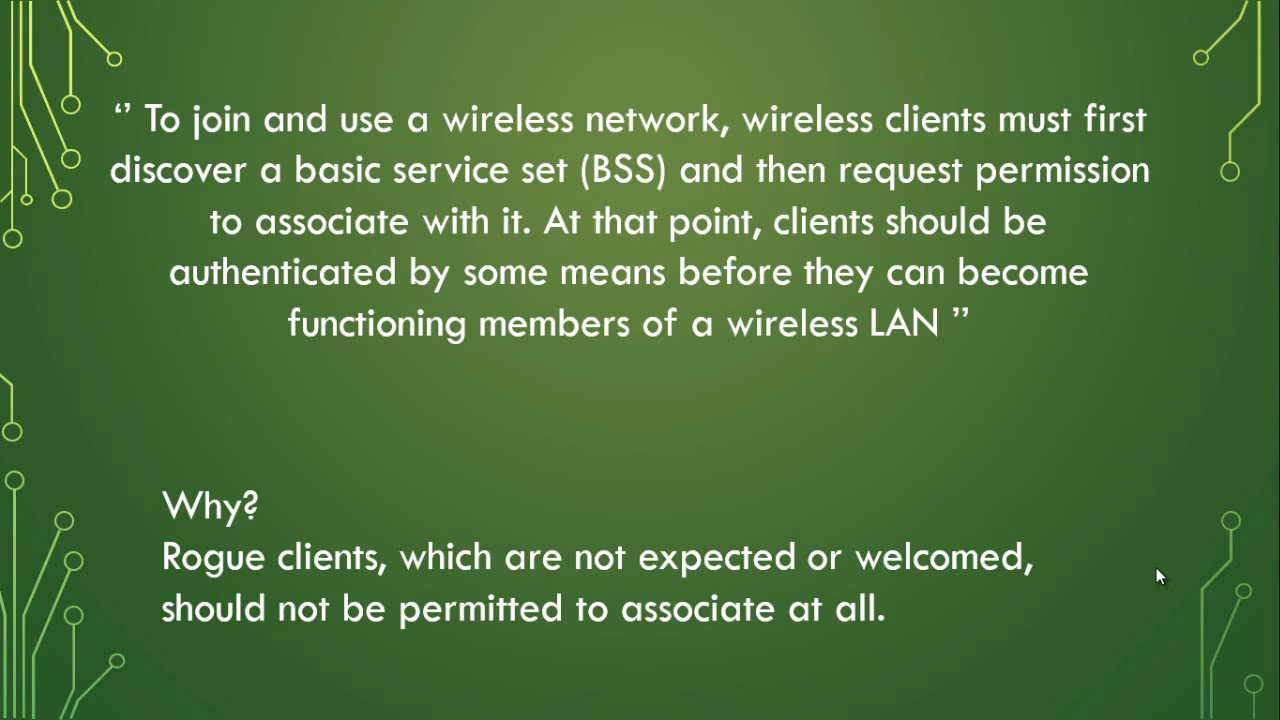 ‘’ To join and use a wireless network, wireless clients must first
discover a basic service set (BSS) and then request permission
to associate with it. At that point, clients should be
authenticated by some means before they can become
functioning members of a wireless LAN ’’
Why?
Rogue clients, which are not expected or welcomed,
should not be permitted to associate at all.